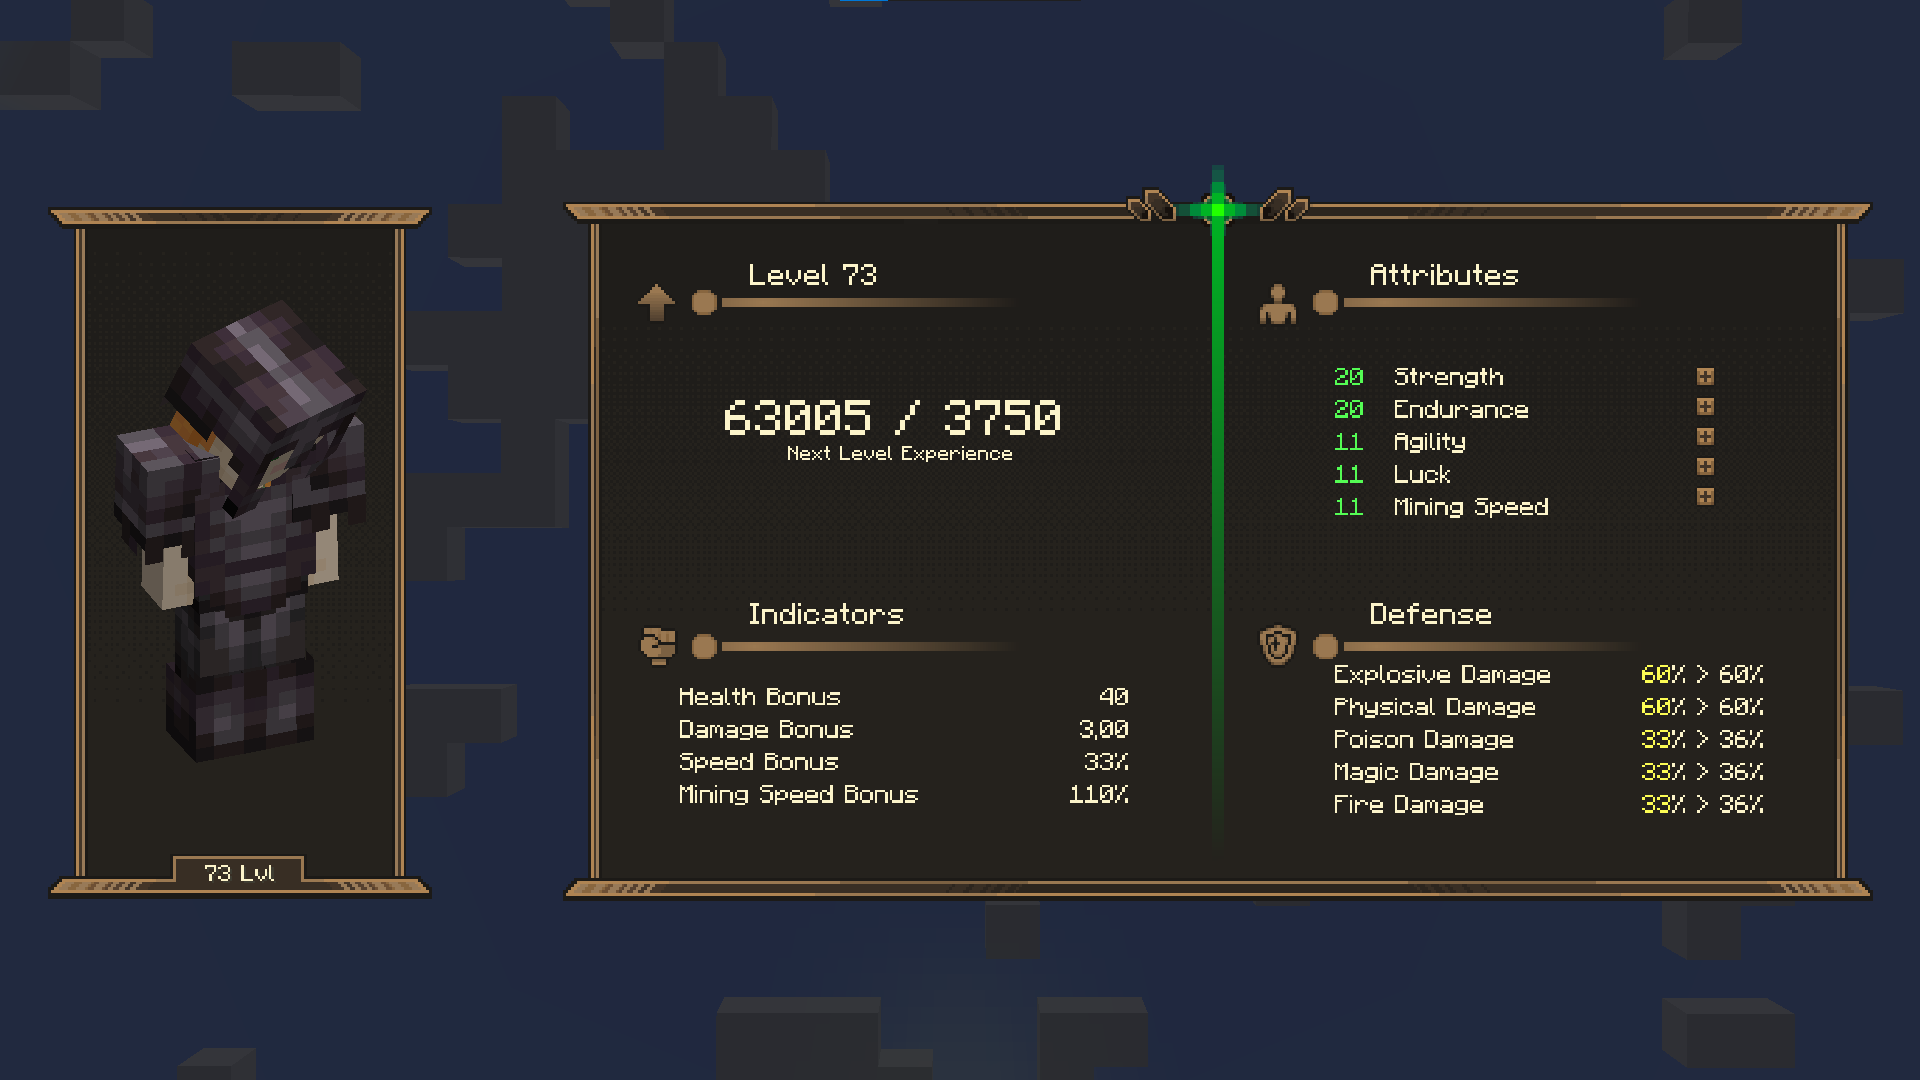 Level 73
63005 / 3750
Next Level Experience
Attributes
20 Strength
20 Endurance
11 Agility
11 Luck
11 Mining Speed
Indicators
Health Bonus 40
Damage Bonus 3,00
Speed Bonus 33%
Mining Speed Bonus 110%
Defense
Explosive Damage 60% > 60%
Physical Damage 60% > 60%
Poison Damage 33% > 36%
Magic Damage 33% > 36%
Fire Damage 33% > 36%
73 Lvl